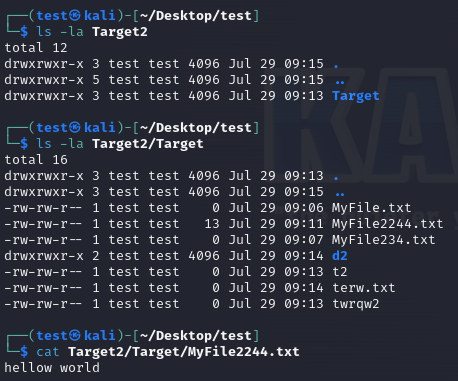 ┌──(test㉿kali)-[~/Desktop/test]
└─$ ls -la Target2
total 12
drwxrwxr-x 3 test test 4096 Jul 29 09:15 .
drwxrwxr-x 5 test test 4096 Jul 29 09:15 ..
drwxrwxr-x 3 test test 4096 Jul 29 09:13 Target
┌──(test㉿kali)-[~/Desktop/test]
└─$ ls -la Target2/Target
total 16
drwxrwxr-x 3 test test 4096 Jul 29 09:13 .
drwxrwxr-x 3 test test 4096 Jul 29 09:15 ..
-rw-rw-r-- 1 test test    0 Jul 29 09:06 MyFile.txt
-rw-rw-r-- 1 test test   13 Jul 29 09:11 MyFile2244.txt
-rw-rw-r-- 1 test test    0 Jul 29 09:07 MyFile234.txt
drwxrwxr-x 2 test test 4096 Jul 29 09:14 d2
-rw-rw-r-- 1 test test    0 Jul 29 09:13 t2
-rw-rw-r-- 1 test test    0 Jul 29 09:14 terw.txt
-rw-rw-r-- 1 test test    0 Jul 29 09:13 twrqw2
┌──(test㉿kali)-[~/Desktop/test]
└─$ cat Target2/Target/MyFile2244.txt
hellow world